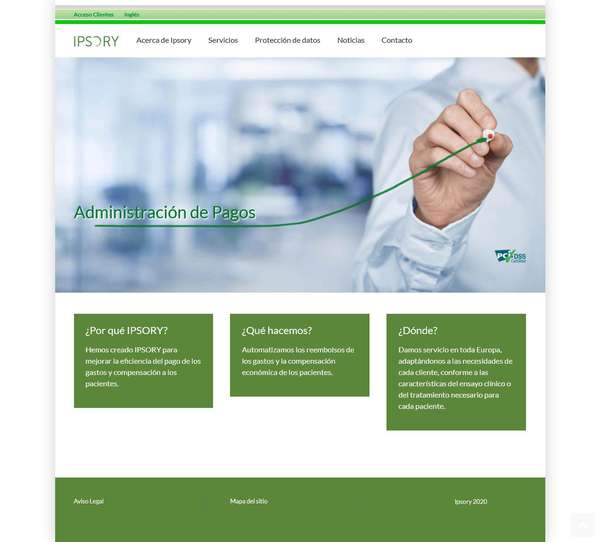 Acceso Clientes Inglés
IPSORY Acerca de Ipsory Servicios Protección de datos Noticias Contacto
Administración de Pagos
PCI DSS
¿Por qué IPSORY?
Hemos creado IPSORY para
mejorar la eficiencia del pago de los
gastos y compensación a los
pacientes.
¿Qué hacemos?
Automatizamos los reembolsos de
los gastos y la compensación
económica de los pacientes.
¿Dónde?
Damos servicio en toda Europa,
adaptándonos a las necesidades de
cada cliente, conforme a las
características del ensayo clínico o
del tratamiento necesario para
cada paciente.
Aviso Legal Mapa del sitio Ipsory 2020